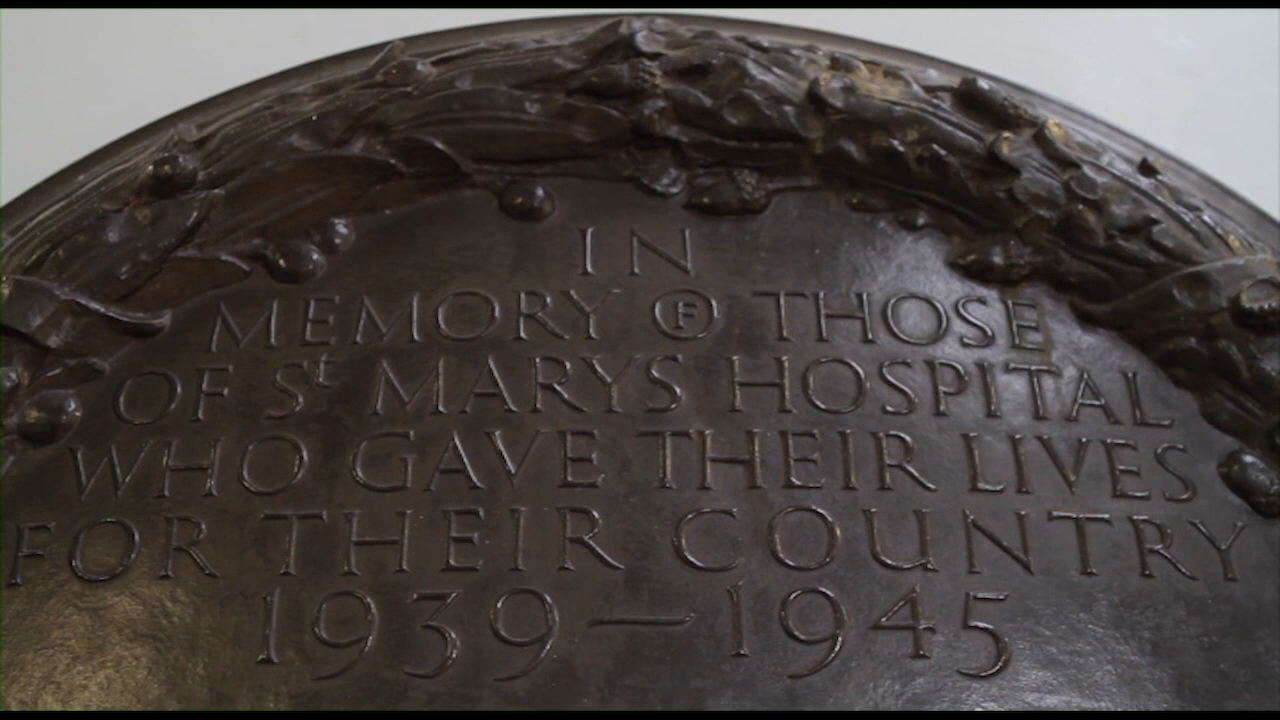 IN
MEMORY OF THOSE
OF St MARYS HOSPITAL
WHO GAVE THEIR LIVES
FOR THEIR COUNTRY
1939—1945